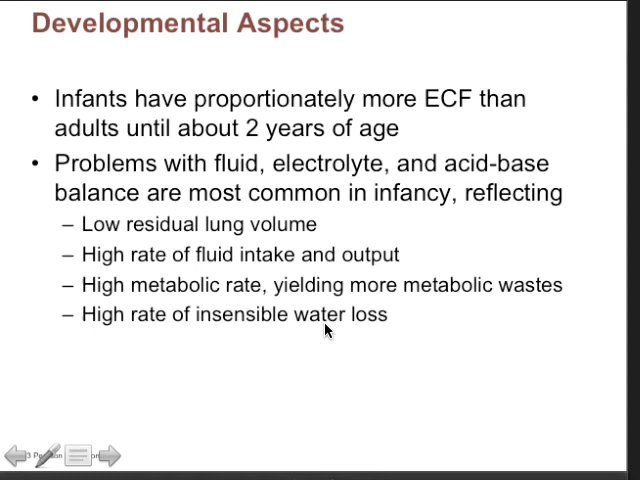 Developmental Aspects
• Infants have proportionately more ECF than
adults until about 2 years of age
• Problems with fluid, electrolyte, and acid-base
balance are most common in infancy, reflecting
– Low residual lung volume
– High rate of fluid intake and output
– High metabolic rate, yielding more metabolic wastes
– High rate of insensible water loss